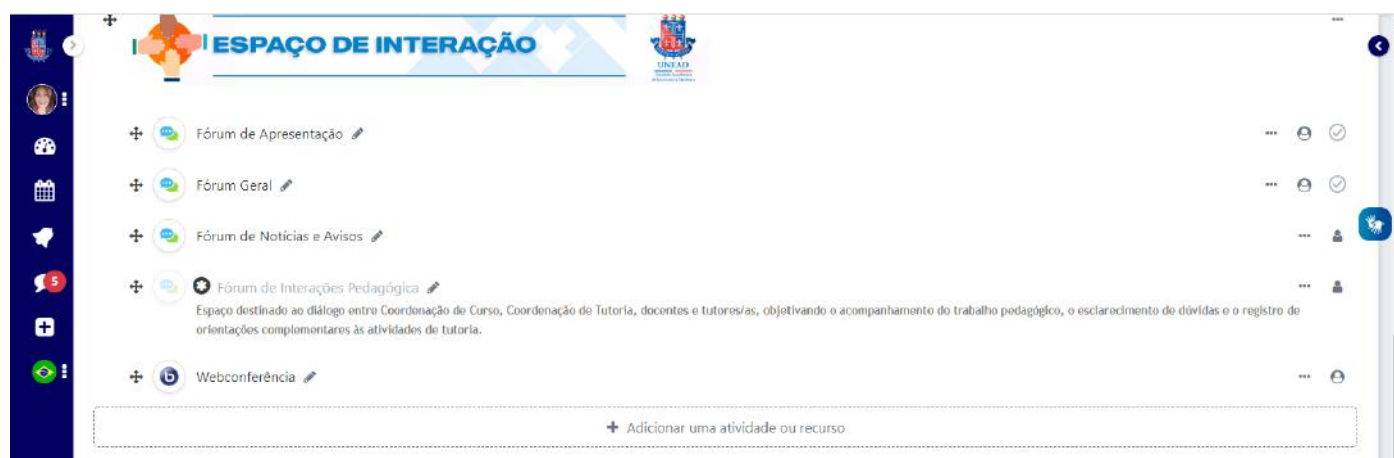 ESPAÇO DE INTERAÇÃO
UNEAD
Fórum de Apresentação
Fórum Geral
Fórum de Notícias e Avisos
5
Fórum de Interações Pedagógica
Espaço destinado ao diálogo entre Coordenação de Curso, Coordenação de Tutoria, docentes e tutores/as, objetivando o acompanhamento do trabalho pedagógico, o esclarecimento de dúvidas e o registro de
orientações complementares às atividades de tutoria.
Webconferência
Adicionar uma atividade ou recurso